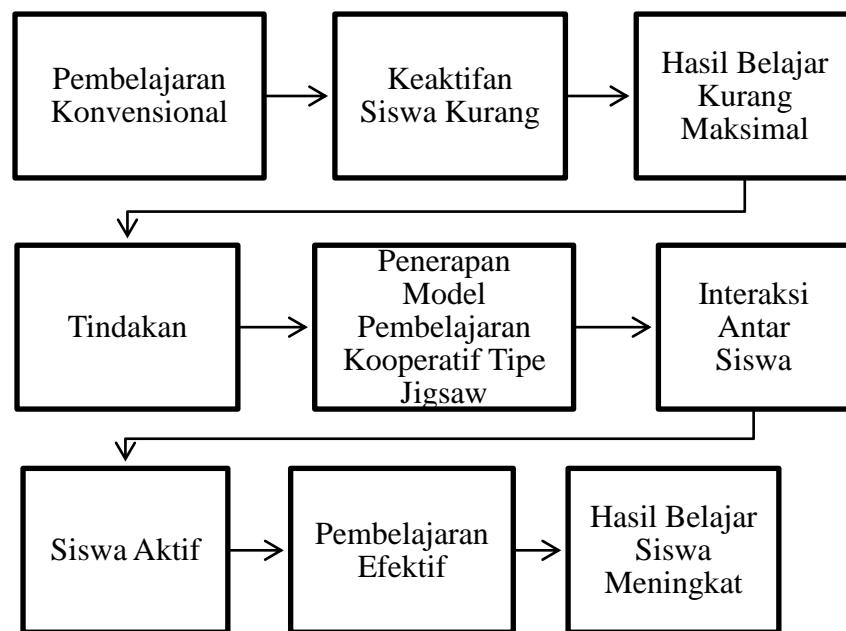 Pembelajaran
Konvensional
Keaktifan
Siswa Kurang
Hasil Belajar
Kurang
Maksimal
Tindakan
Penerapan
Model
Pembelajaran
Kooperatif Tipe
Jigsaw
Interaksi
Antar
Siswa
Siswa Aktif
Pembelajaran
Efektif
Hasil Belajar
Siswa
Meningkat